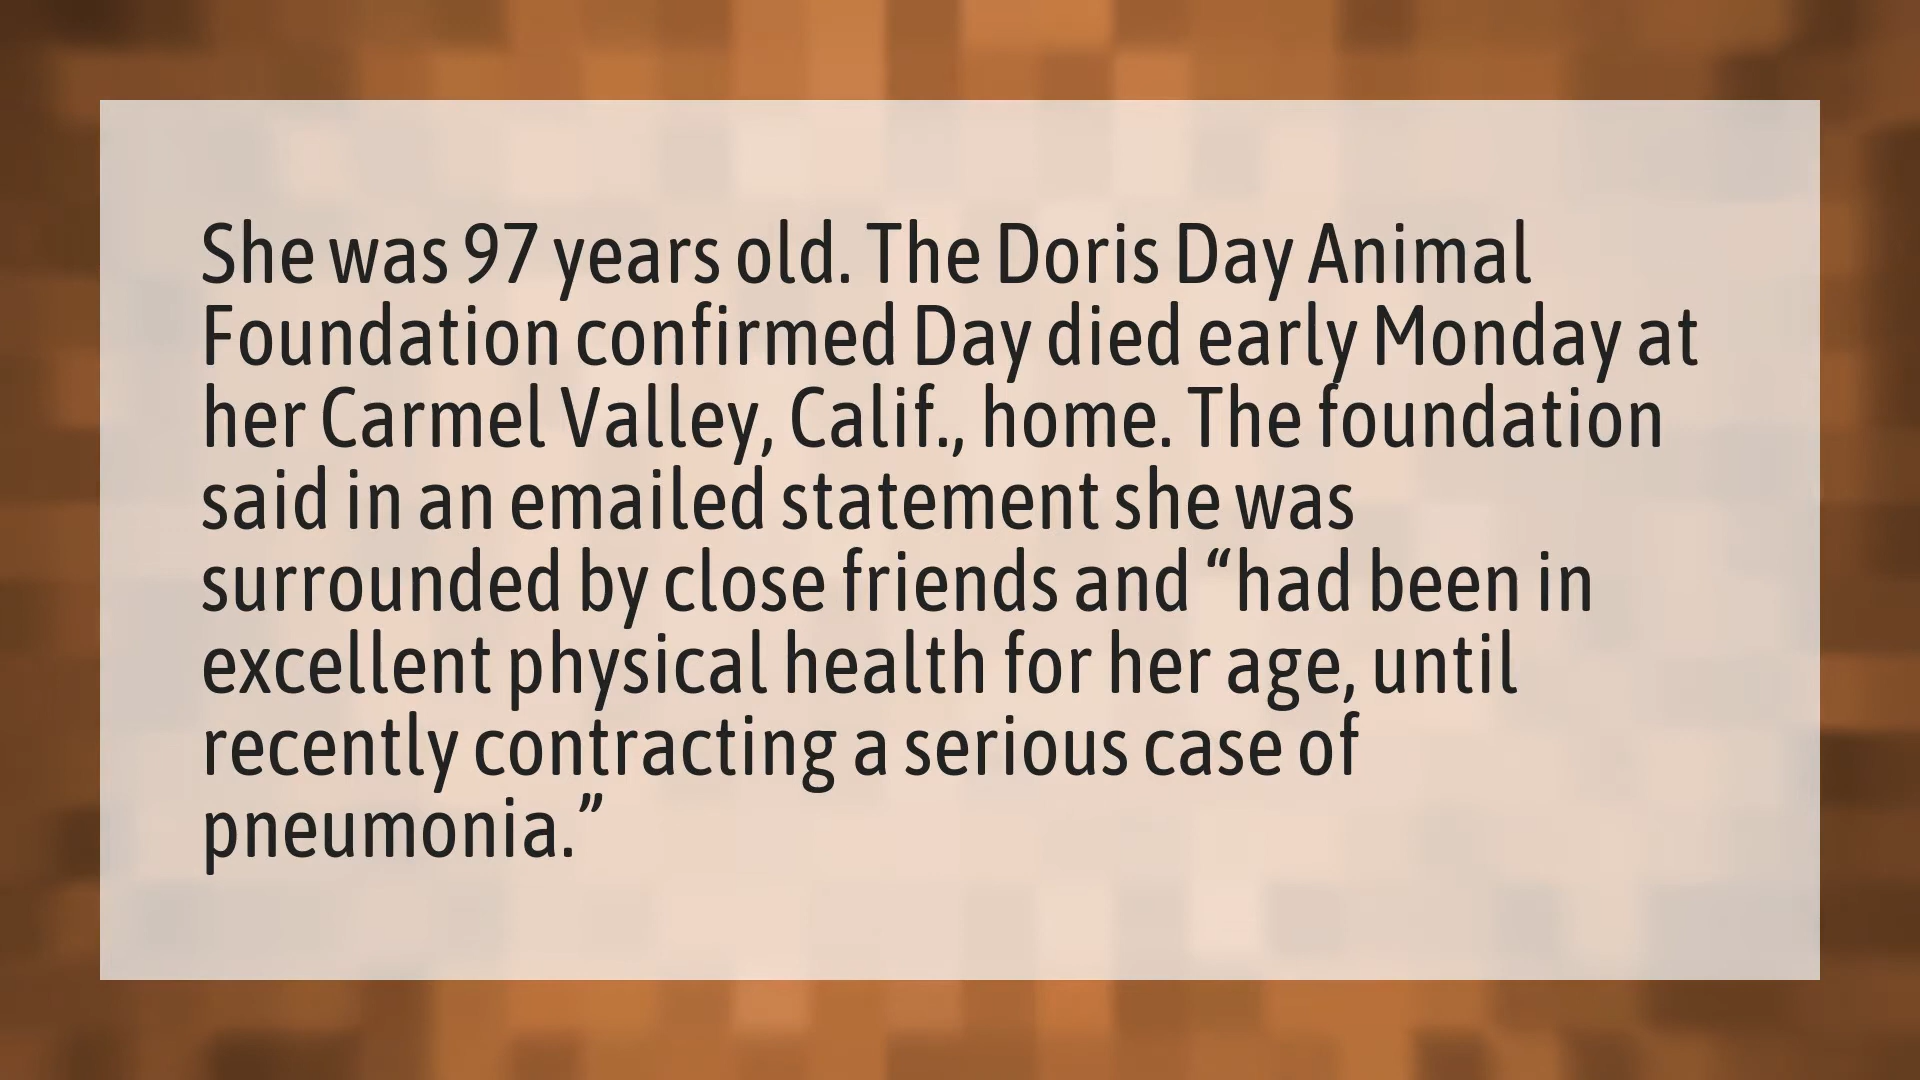 She was 97 years old. The Doris Day Animal
Foundation confirmed Day died early Monday at
her Carmel Valley, Calif., home. The foundation
said in an emailed statement she was
surrounded by close friends and “had been in
excellent physical health for her age, until
recently contracting a serious case of
pneumonia.”